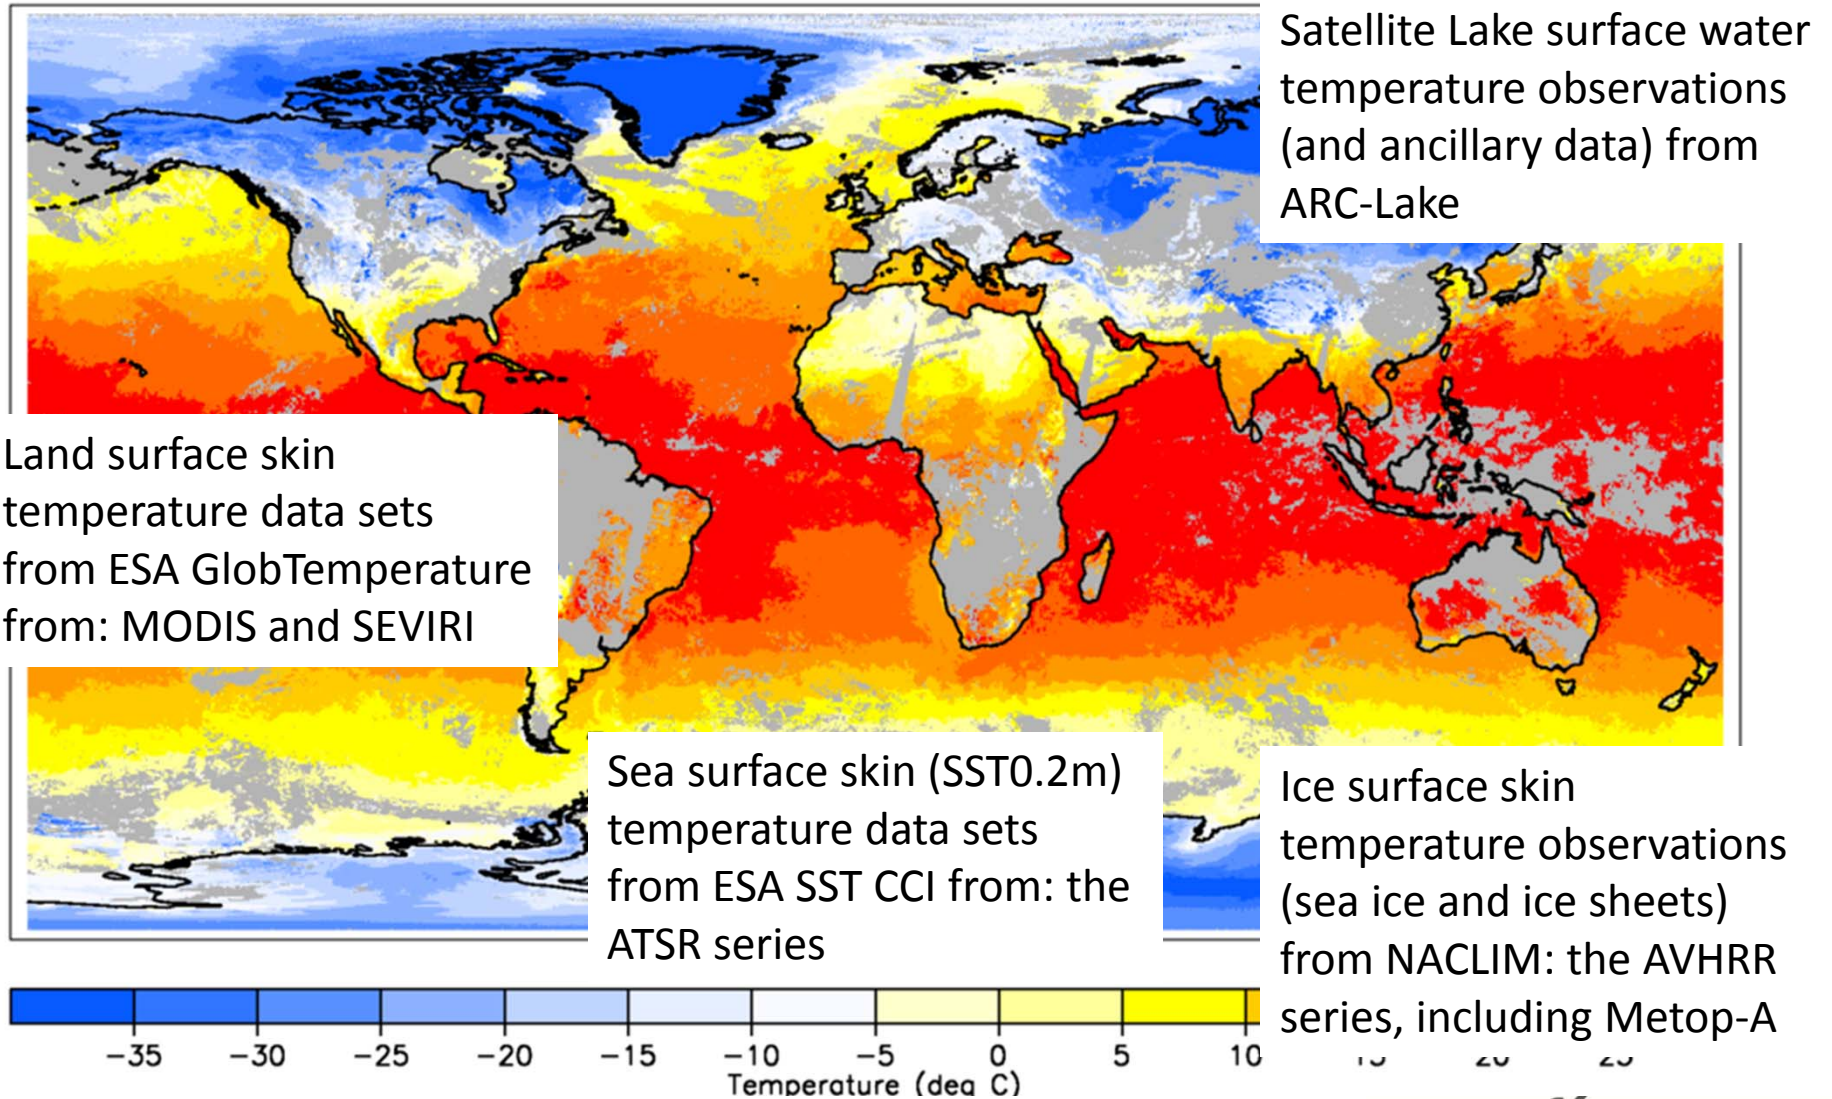 Satellite Lake surface water
temperature observations
(and ancillary data) from
ARC-Lake
Land surface skin
temperature data sets
from ESA GlobTemperature
from: MODIS and SEVIRI
Sea surface skin (SST0.2m)
temperature data sets
from ESA SST CCI from: the
ATSR series
Ice surface skin
temperature observations
(sea ice and ice sheets)
from NACLIM: the AVHRR
series, including Metop-A
−35 −30 −25 −20 −15 −10 −5 0 5 10
Temperature (deg C)